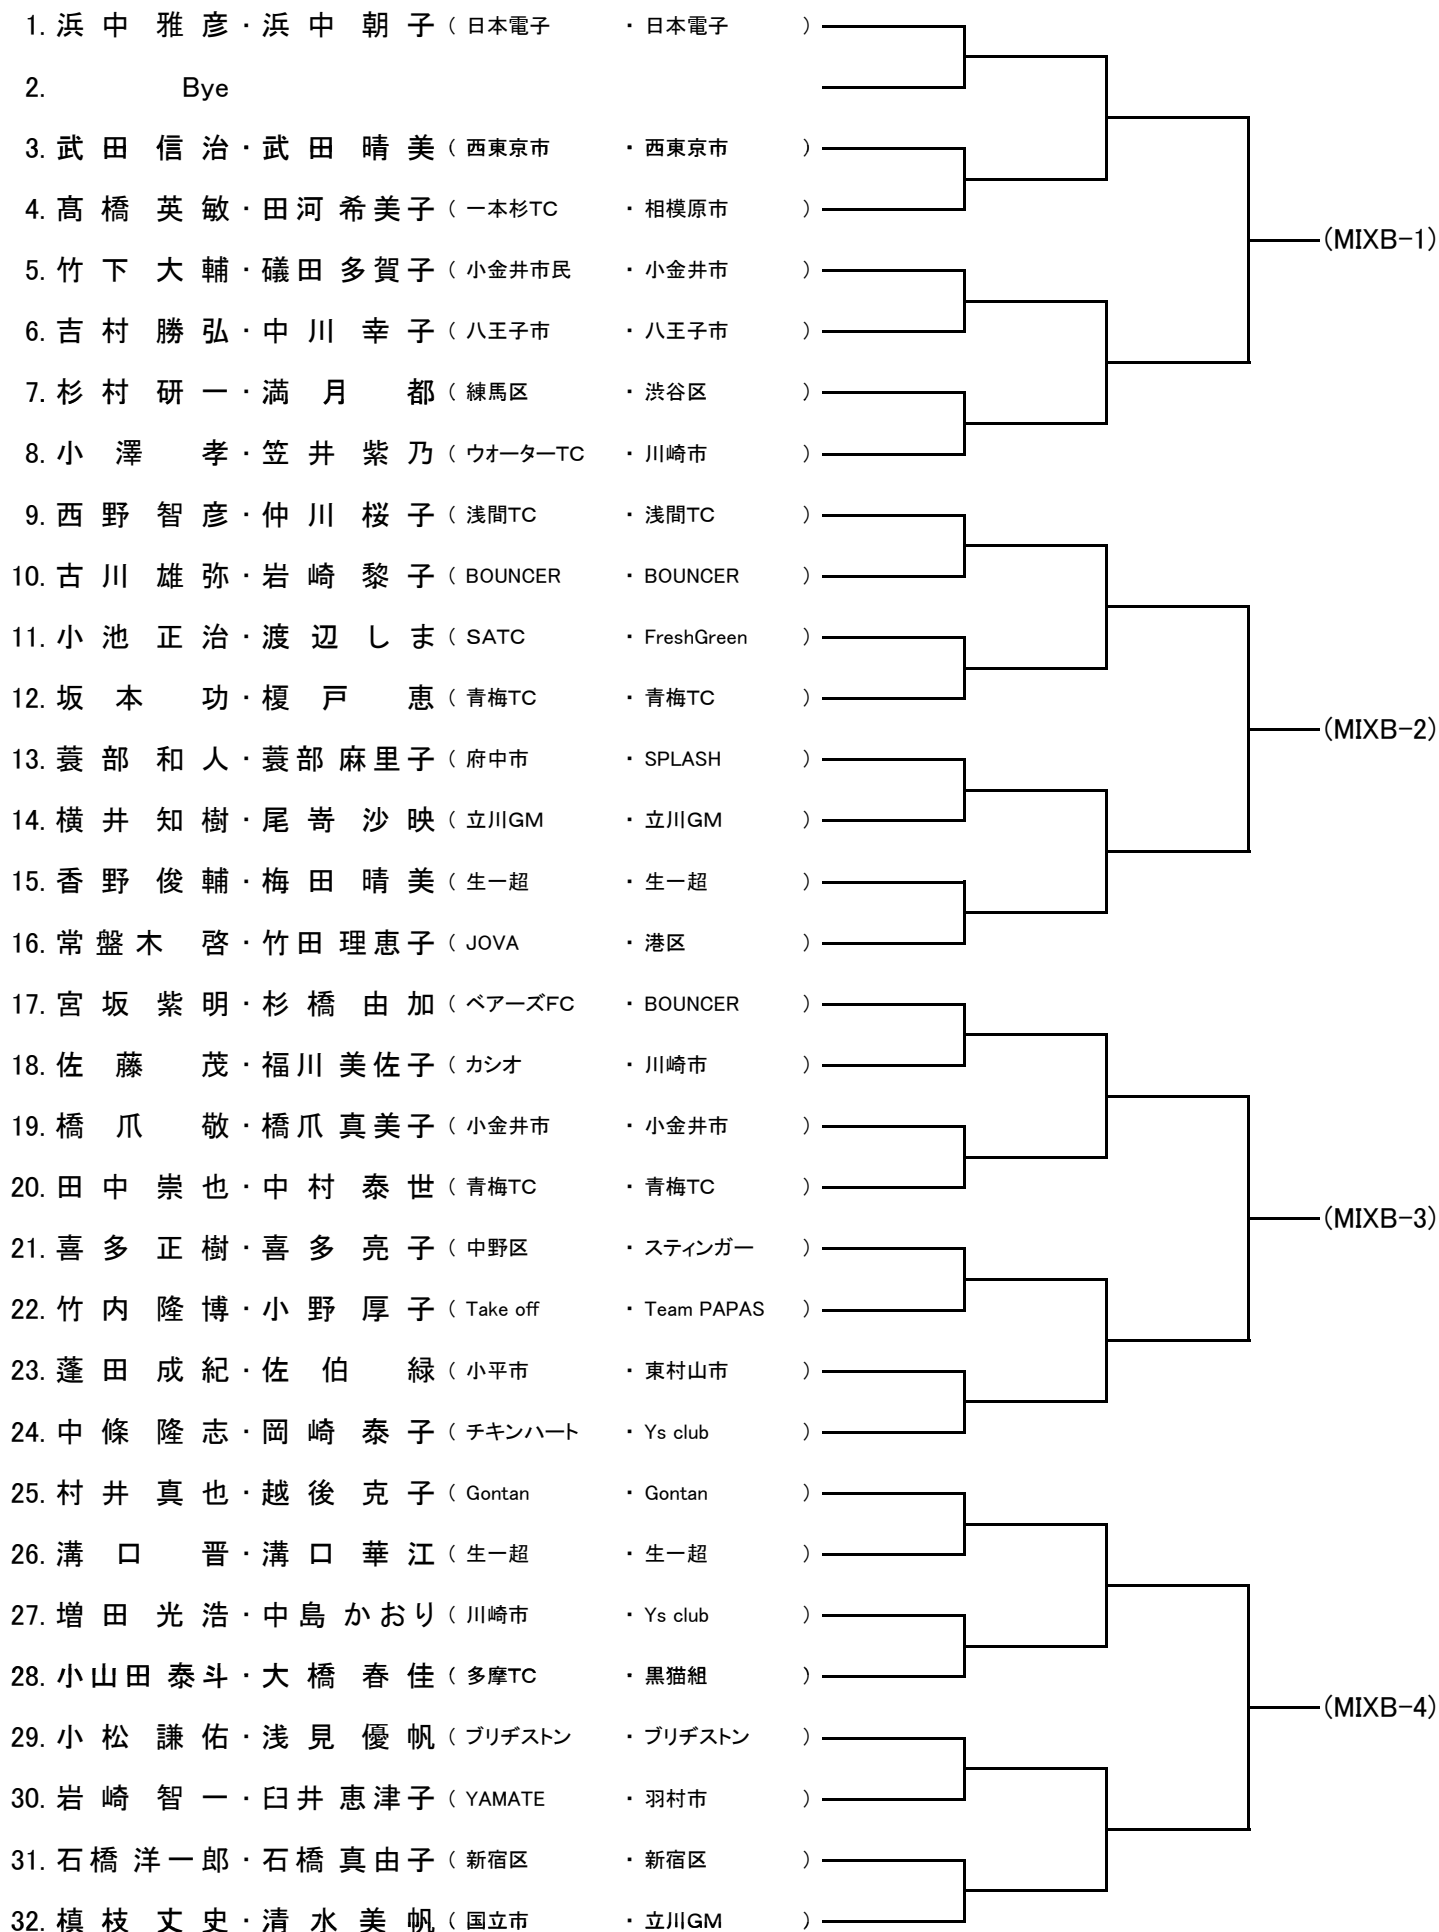 1. 浜中 雅彦・浜中 朝子 ( 日本電子 ・ 日本電子 )
2. Bye
3. 武田 信治・武田 晴美 ( 西東京市 ・ 西東京市 )
4. 髙橋 英敏・田河 希美子 ( 一本杉TC ・ 相模原市 )
(MIXB-1)
5. 竹下 大輔・礒田 多賀子 ( 小金井市民 ・ 小金井市 )
6. 吉村 勝弘・中川 幸子 ( 八王子市 ・ 八王子市 )
7. 杉村 研一・満月 都 ( 練馬区 ・ 渋谷区 )
8. 小澤 孝・笠井 紫乃 ( ウオーターTC ・ 川崎市 )
9. 西野 智彦・仲川 桜子 ( 浅間TC ・ 浅間TC )
10. 古川 雄弥・岩崎 黎子 ( BOUNCER ・ BOUNCER )
11. 小池 正治・渡辺 しま ( SATC ・ FreshGreen )
12. 坂本 功・榎戸 恵 ( 青梅TC ・ 青梅TC )
(MIXB-2)
13. 蓑部 和人・蓑部 麻里子 ( 府中市 ・ SPLASH )
14. 横井 知樹・尾嵜 沙映 ( 立川GM ・ 立川GM )
15. 香野 俊輔・梅田 晴美 ( 生一超 ・ 生一超 )
16. 常盤木 啓・竹田 理恵子 ( JOVA ・ 港区 )
17. 宮坂 紫明・杉橋 由加 ( ベアーズFC ・ BOUNCER )
18. 佐藤 茂・福川 美佐子 ( カシオ ・ 川崎市 )
19. 橋爪 敬・橋爪 真美子 ( 小金井市 ・ 小金井市 )
20. 田中 崇也・中村 泰世 ( 青梅TC ・ 青梅TC )
(MIXB-3)
21. 喜多 正樹・喜多 亮子 ( 中野区 ・ スティンガー )
22. 竹内 隆博・小野 厚子 ( Take off ・ Team PAPAS )
23. 蓬田 成紀・佐伯 緑 ( 小平市 ・ 東村山市 )
24. 中條 隆志・岡崎 泰子 ( チキンハート ・ Ys club )
25. 村井 真也・越後 克子 ( Gontan ・ Gontan )
26. 溝口 晋・溝口 華江 ( 生一超 ・ 生一超 )
27. 増田 光浩・中島 かおり ( 川崎市 ・ Ys club )
28. 小山田 泰斗・大橋 春佳 ( 多摩TC ・ 黒猫組 )
(MIXB-4)
29. 小松 謙佑・浅見 優帆 ( ブリヂストン ・ ブリヂストン )
30. 岩崎 智一・臼井 恵津子 ( YAMATE ・ 羽村市 )
31. 石橋 洋一郎・石橋 真由子 ( 新宿区 ・ 新宿区 )
32. 槙枝 丈史・清水 美帆 ( 国立市 ・ 立川GM )